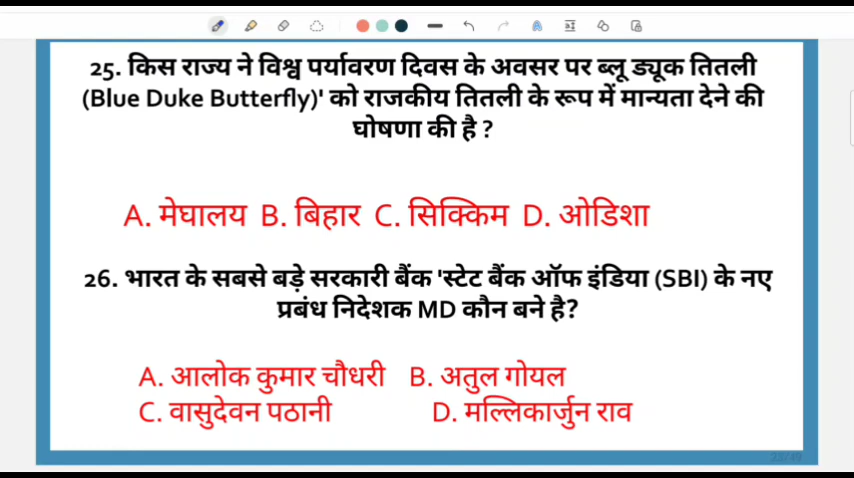 25. किस राज्य ने विश्व पर्यावरण दिवस के अवसर पर ब्लू ड्यूक तितली
(Blue Duke Butterfly)' को राजकीय तितली के रूप में मान्यता देने की
घोषणा की है ?
A. मेघालय B. बिहार C. सिक्किम D. ओडिशा
26. भारत के सबसे बड़े सरकारी बैंक 'स्टेट बैंक ऑफ इंडिया (SBI) के नए
प्रबंध निदेशक MD कौन बने है?
A. आलोक कुमार चौधरी B. अतुल गोयल
C. वासुदेवन पठानी D. मल्लिकार्जुन राव